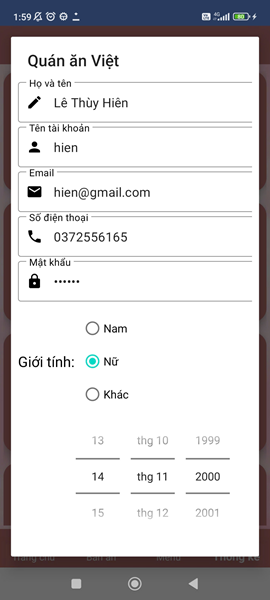 1:59
4G
Quán ăn Việt
Họ và tên
Lê Thùy Hiên
Tên tài khoản
hien
Email
hien@gmail.com
Số điện thoại
0372556165
Mật khẩu
••••••
Nam
Giới tính:
Nữ
Khác
13 thg 10 1999
14 thg 11 2000
15 thg 12 2001
Trang chủ Bàn ăn Menu Thống kê